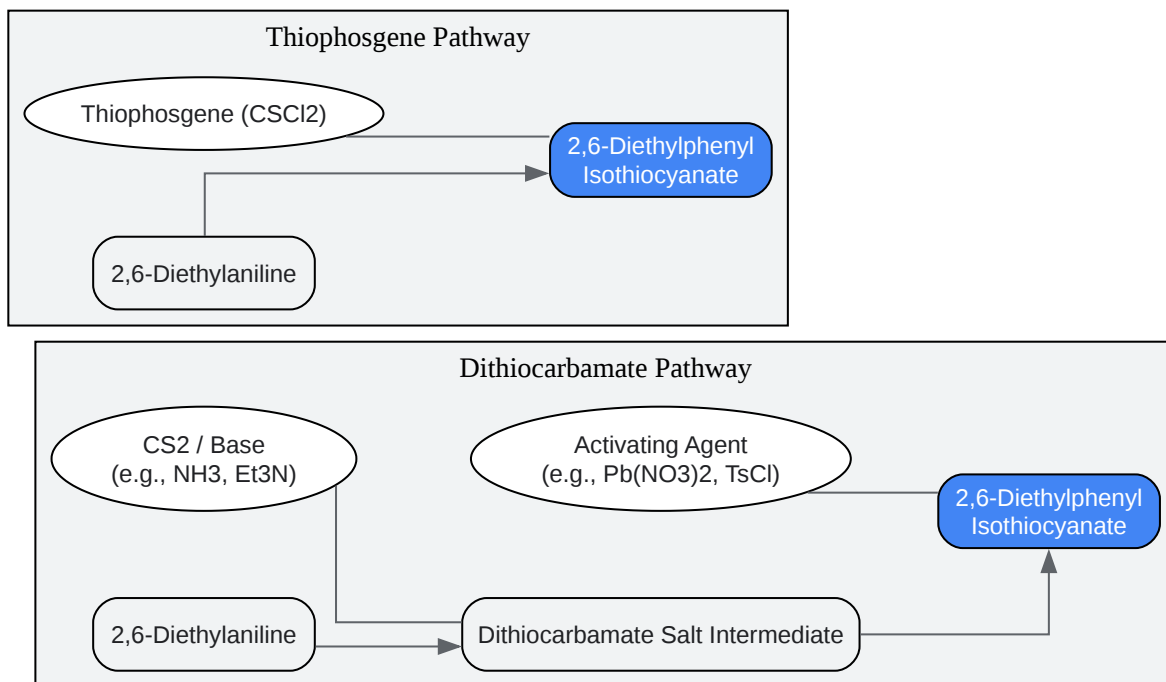 Thiophosgene Pathway
Thiophosgene (CSCl2)
2,6-Diethylphenyl
Isothiocyanate
2,6-Diethylaniline
Dithiocarbamate Pathway
CS2 / Base
(e.g., NH3, Et3N)
Activating Agent
(e.g., Pb(NO3)2, TsCl)
2,6-Diethylphenyl
Isothiocyanate
2,6-Diethylaniline
Dithiocarbamate Salt Intermediate